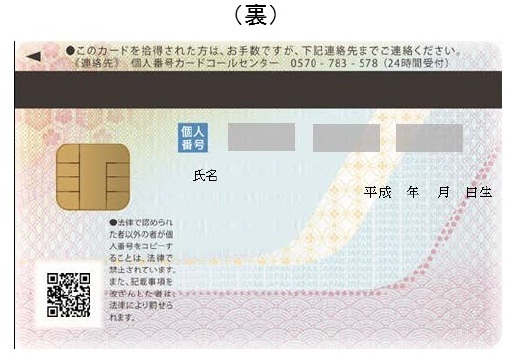 （裏）
●このカードを拾得された方は、お手数ですが、下記連絡先までご連絡ください。
《連絡先》 個人番号カードコールセンター 0570-783-578（24時間受付）
個人
番号
氏名
平成 年 月 日生
●法律で認められ
た者以外の者が個
人番号をコピーす
ることは、法律で
禁止されています。
また、記載事項を
改ざんした者は、
法律により罰せら
れます。